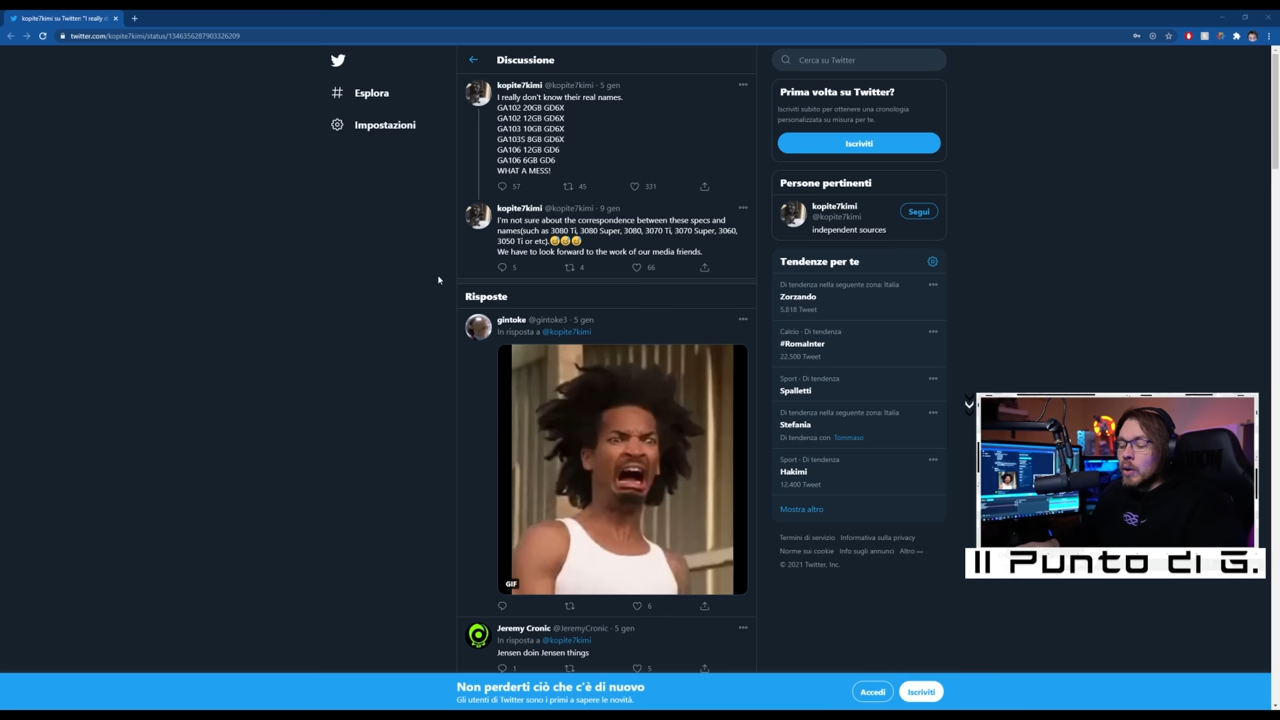 kopite7kimi su Twitter: "I really d
twitter.com/kopite7kimi/status/1346356287903326209
Esplora
Impostazioni
Discussione
kopite7kimi @kopite7kimi · 5 gen
I really don't know their real names.
GA102 20GB GD6X
GA102 12GB GD6X
GA103 10GB GD6X
GA103S 8GB GD6X
GA106 12GB GD6
GA106 6GB GD6
WHAT A MESS!
57 45 331
kopite7kimi @kopite7kimi · 9 gen
I'm not sure about the correspondence between these specs and
names(such as 3080 Ti, 3080 Super, 3080, 3070 Ti, 3070 Super, 3060,
3050 Ti or etc).😅😅😅
We have to look forward to the work of our media friends.
5 4 66
Risposte
gintoke @gintoke3 · 5 gen
In risposta a @kopite7kimi
GIF
6
Jeremy Cronic @JeremyCronic · 5 gen
In risposta a @kopite7kimi
Jensen doin Jensen things
1 5
Cerca su Twitter
Prima volta su Twitter?
Iscriviti subito per ottenere una cronologia
personalizzata su misura per te.
Iscriviti
Persone pertinenti
kopite7kimi
@kopite7kimi
Segui
independent sources
Tendenze per te
Di tendenza nella seguente zona: Italia
Zorzando
5.818 Tweet
Calcio · Di tendenza
#RomaInter
22.500 Tweet
Sport · Di tendenza
Spalletti
Di tendenza nella seguente zona: Italia
Stefania
Di tendenza con Tommaso
Sport · Di tendenza
Hakimi
12.400 Tweet
Mostra altro
Termini di servizio Informativa sulla privacy
Norme sui cookie Info sugli annunci Altro
© 2021 Twitter, Inc.
Il Punto di G.
Non perderti ciò che c'è di nuovo
Gli utenti di Twitter sono i primi a sapere le novità.
Accedi
Iscriviti